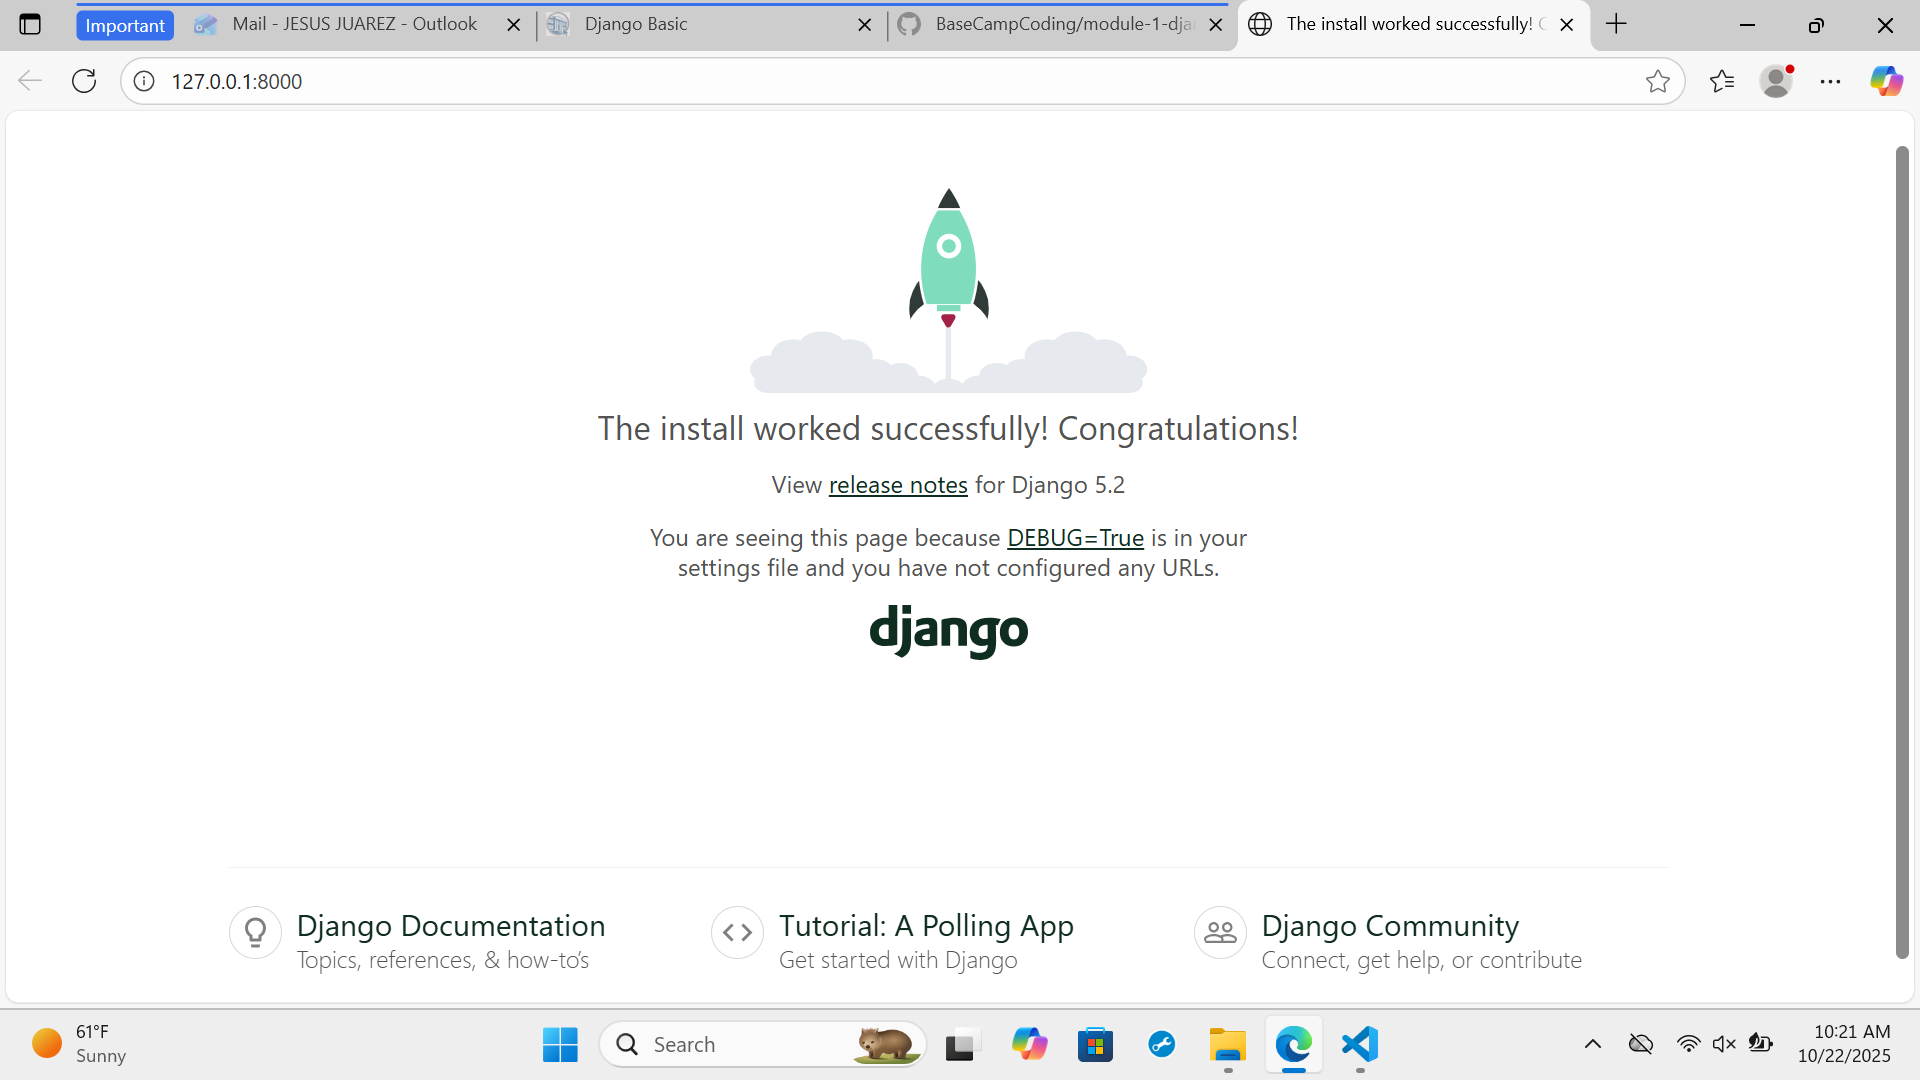 Important
Mail - JESUS JUAREZ - Outlook
Django Basic
BaseCampCoding/module-1-dja
The install worked successfully! C
127.0.0.1:8000
The install worked successfully! Congratulations!
View release notes for Django 5.2
You are seeing this page because DEBUG=True is in your
settings file and you have not configured any URLs.
django
Django Documentation
Topics, references, & how-to's
Tutorial: A Polling App
Get started with Django
Django Community
Connect, get help, or contribute
61°F
Sunny
Search
10:21 AM
10/22/2025